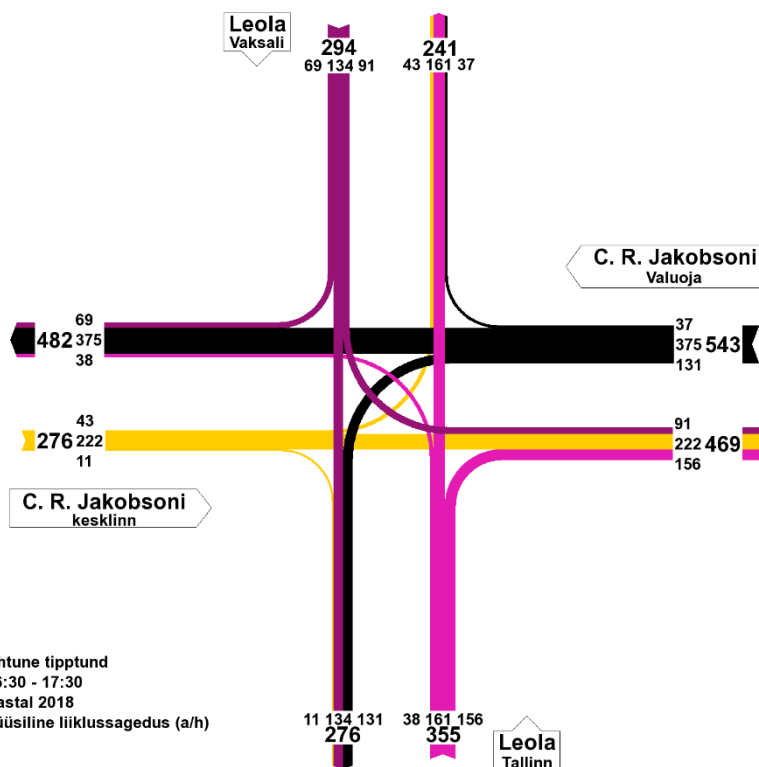 Leola
Vaksali
294
69 134 91
241
43 161 37
C. R. Jakobsoni
Valuoja
69
482 375
38
37
375 543
131
43
276 222
11
91
222 469
156
C. R. Jakobsoni
kesklinn
htune tipptund
6:30 - 17:30
astal 2018
üüsiline liiklussagedus (a/h)
11 134 131
276
38 161 156
355
Leola
Tallinn